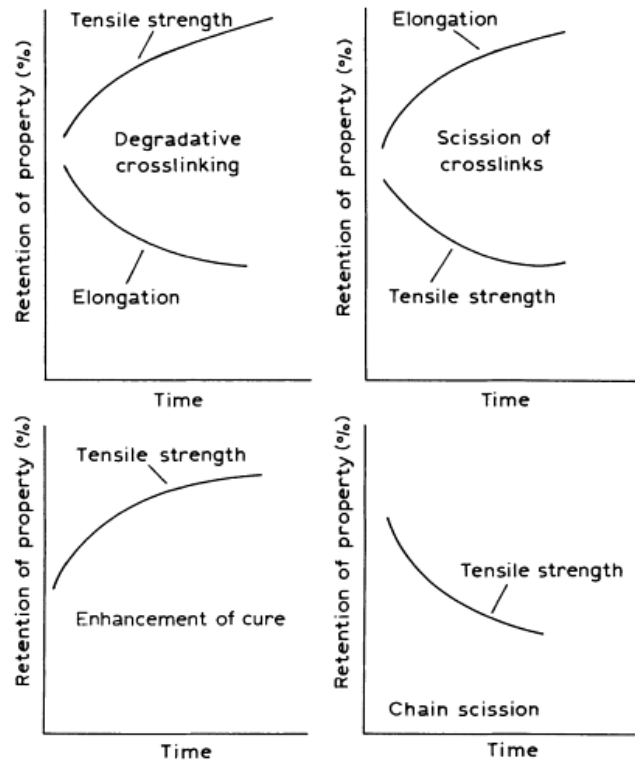 Tensile strength
Retention of property (%)
Degradative
crosslinking
Elongation
Time
Elongation
Retention of property (%)
Scission of
crosslinks
Tensile strength
Time
Tensile strength
Retention of property (%)
Enhancement of cure
Time
Retention of property (%)
Tensile strength
Chain scission
Time